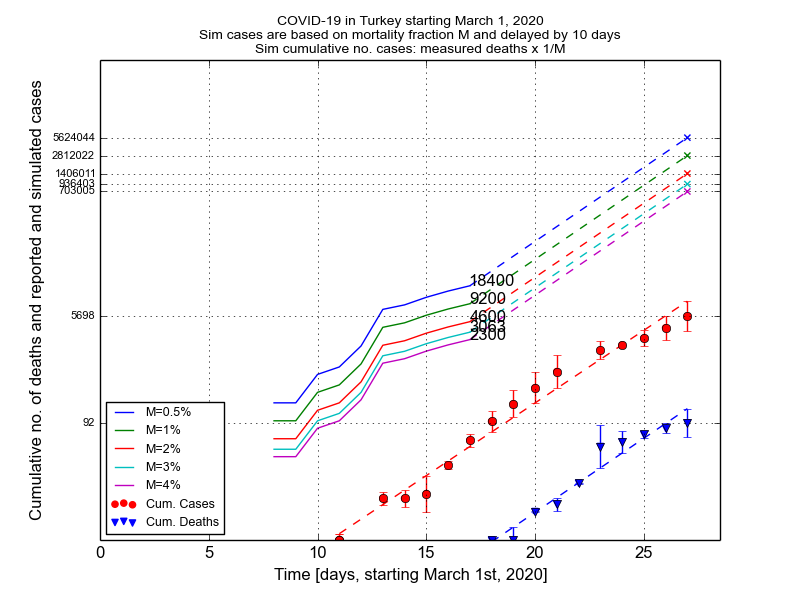 COVID-19 in Turkey starting March 1, 2020
Sim cases are based on mortality fraction M and delayed by 10 days
Sim cumulative no. cases: measured deaths x 1/M
Cumulative no. of deaths and reported and simulated cases
5624044
2812022
1406011
936403
703005
5698
92
18400
9200
4600
3063
2300
M=0.5%
M=1%
M=2%
M=3%
M=4%
Cum. Cases
Cum. Deaths
0 5 10 15 20 25
Time [days, starting March 1st, 2020]